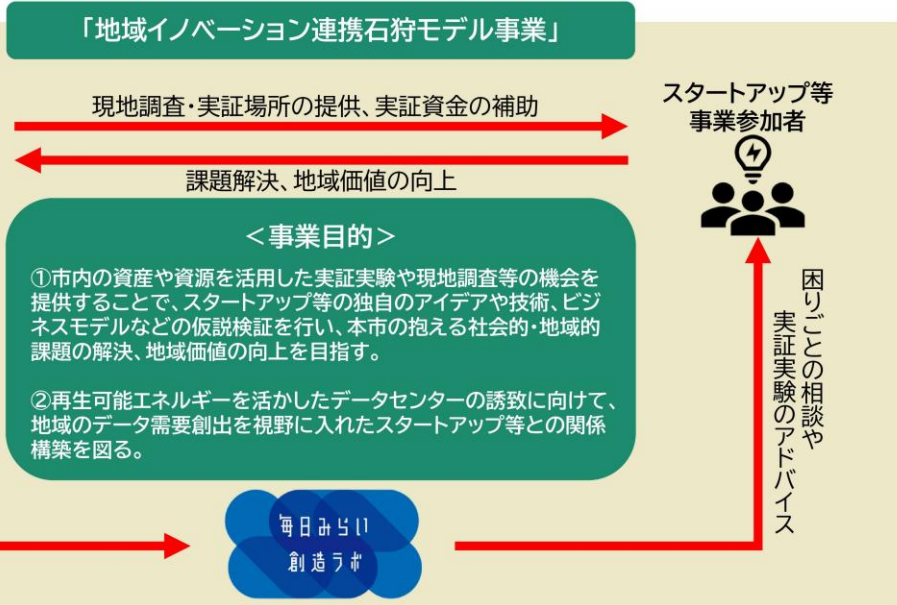 「地域イノベーション連携石狩モデル事業」
現地調査・実証場所の提供、実証資金の補助
スタートアップ等
事業参加者
課題解決、地域価値の向上
＜事業目的＞
①市内の資産や資源を活用した実証実験や現地調査等の機会を
提供することで、スタートアップ等の独自のアイデアや技術、ビジ
ネスモデルなどの仮説検証を行い、本市の抱える社会的・地域的
課題の解決、地域価値の向上を目指す。
②再生可能エネルギーを活かしたデータセンターの誘致に向けて、
地域のデータ需要創出を視野に入れたスタートアップ等との関係
構築を図る。
困りごとの相談や
実証実験のアドバイス
毎日みらい
創造ラボ